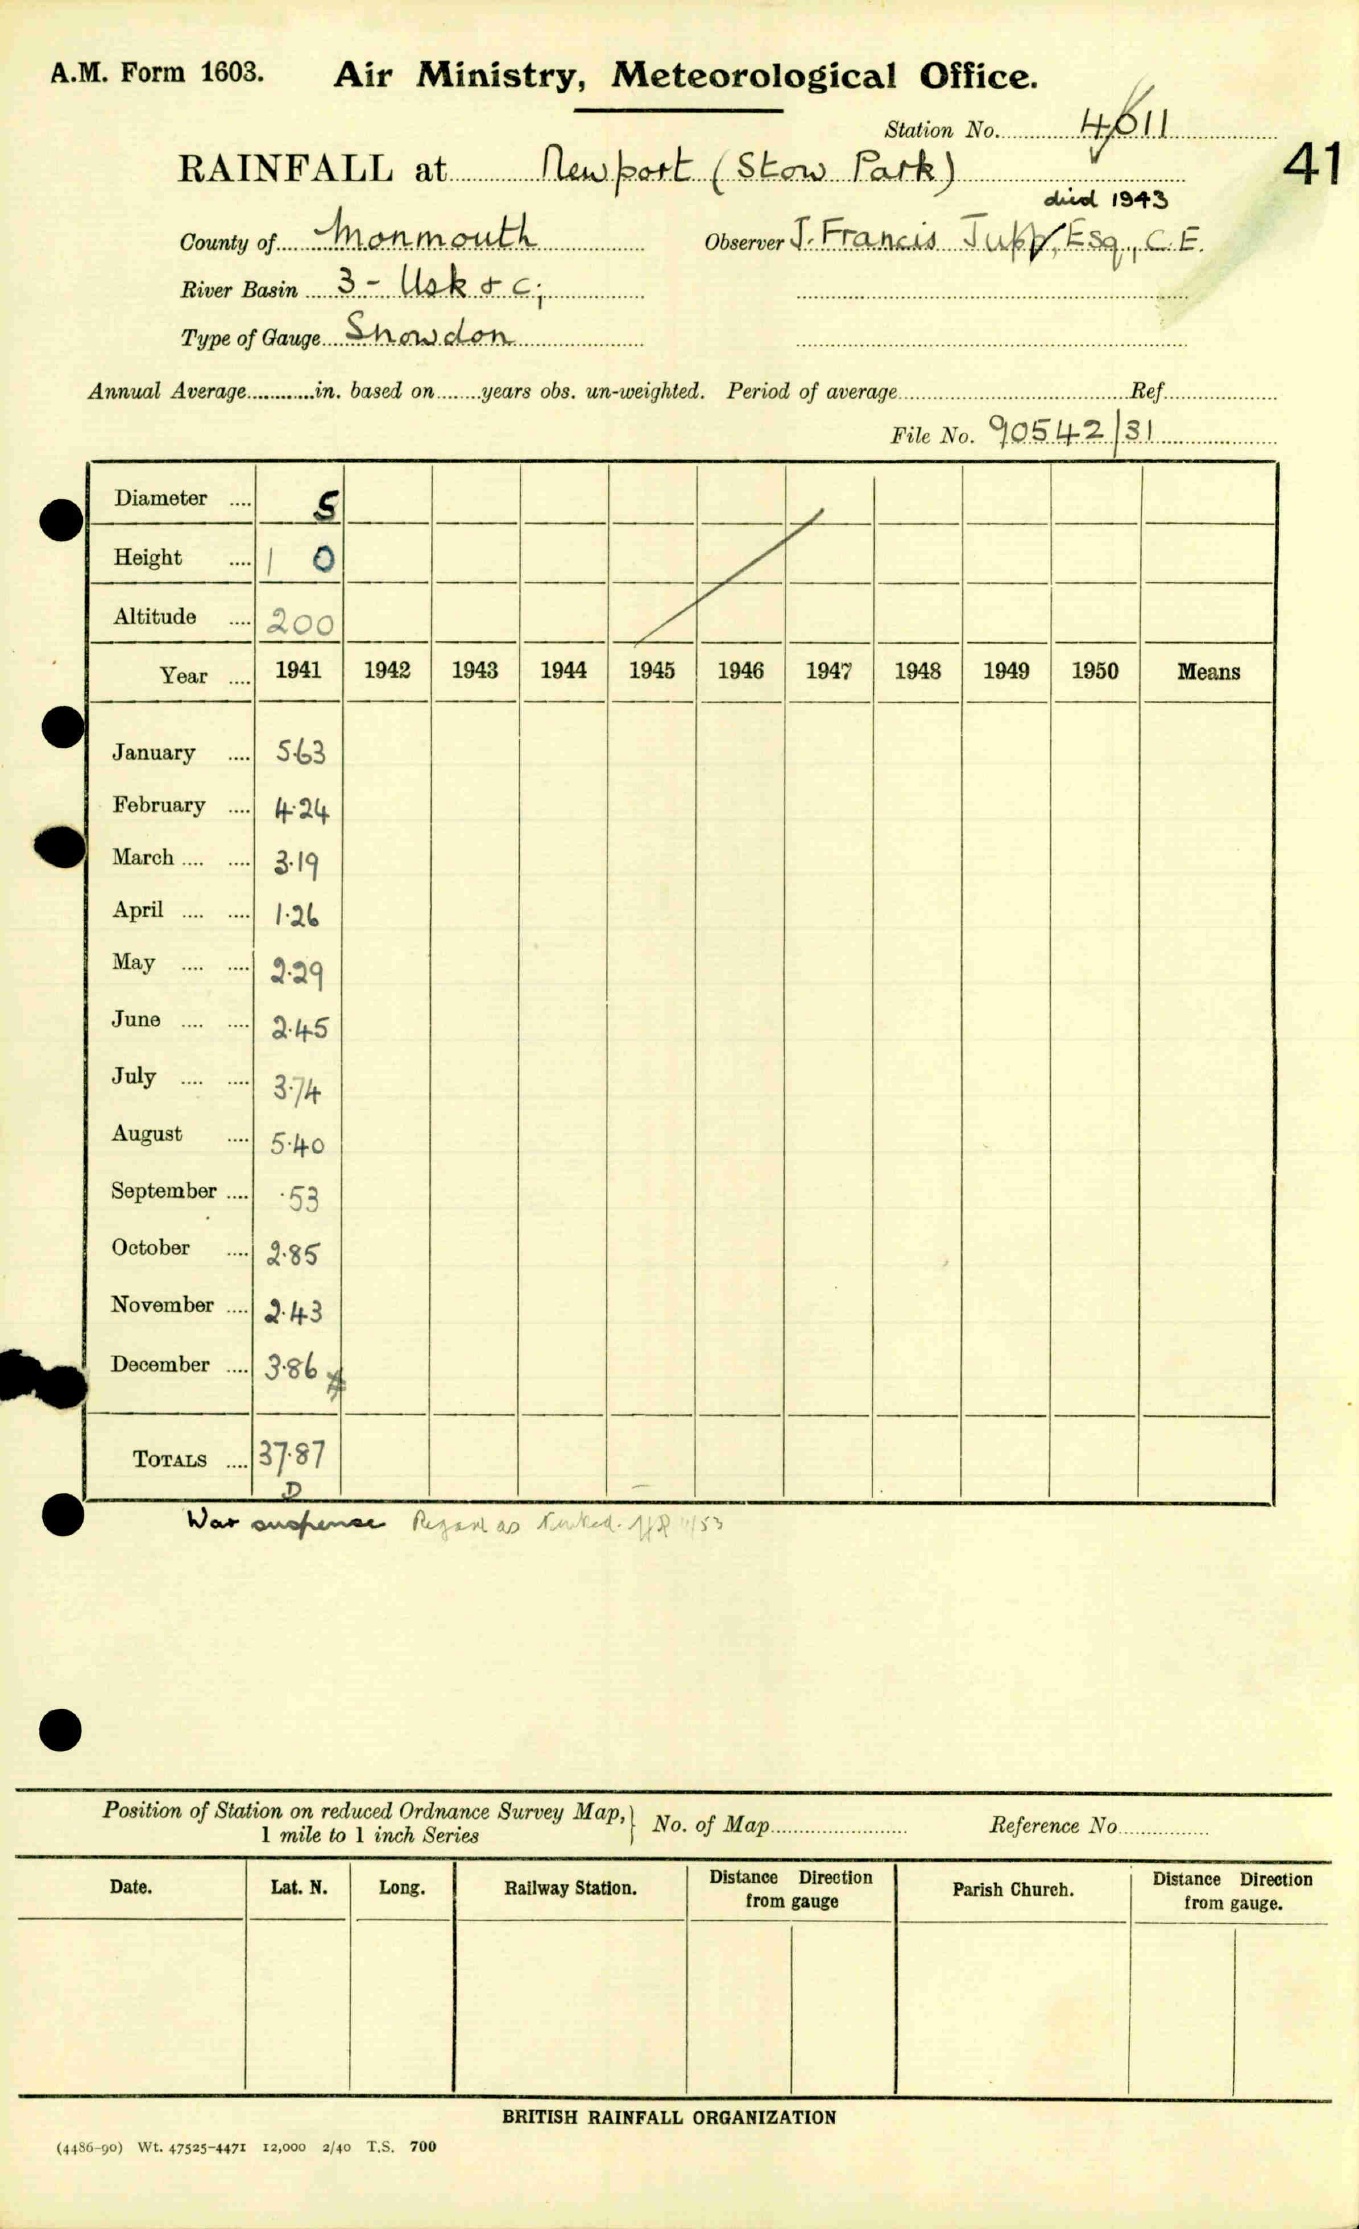 A.M. Form 1603. Air Ministry, Meteorological Office.
Station No. 4611
41
RAINFALL at Newport (Stow Park)
died 1943
County of Monmouth Observer J. Francis Jupp, Esq., C.E.
River Basin 3 - Usk & c;
Type of Gauge Snowdon
Annual Average in. based on years obs. un-weighted. Period of average Ref
File No. 90542/31
Diameter 5
Height 1 0
Altitude 200
Year 1941 1942 1943 1944 1945 1946 1947 1948 1949 1950 Means
January 5.63
February 4.24
March 3.19
April 1.26
May 2.29
June 2.45
July 3.74
August 5.40
September .53
October 2.85
November 2.43
December 3.86
TOTALS 37.87
D
War suspense Regard as 53
Position of Station on reduced Ordnance Survey Map, No. of Map Reference No
1 mile to 1 inch Series
Date. Lat. N. Long. Railway Station. Distance from gauge Direction Parish Church. Distance from gauge. Direction
BRITISH RAINFALL ORGANIZATION
(4486-90) Wt. 47525-4471 12,000 2/40 T.S. 700